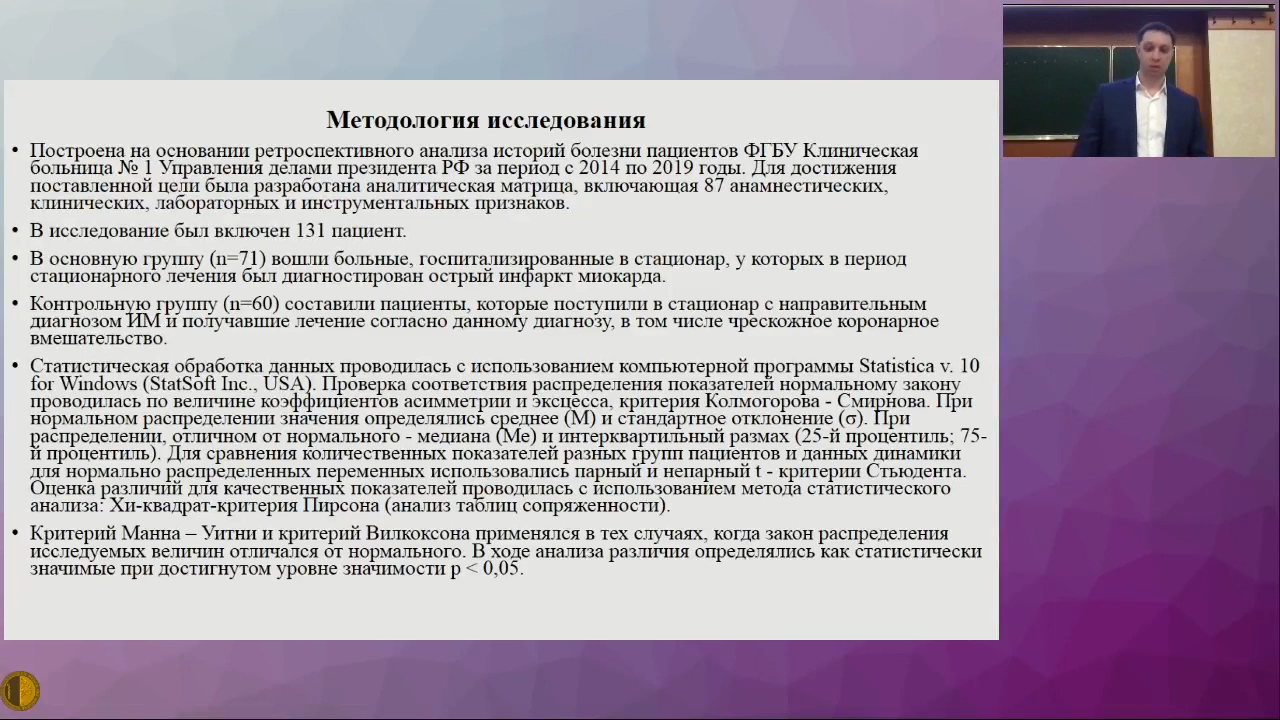 Методология исследования
• Построена на основании ретроспективного анализа историй болезни пациентов ФГБУ Клиническая
больница № 1 Управления делами президента РФ за период с 2014 по 2019 годы. Для достижения
поставленной цели была разработана аналитическая матрица, включающая 87 анамнестических,
клинических, лабораторных и инструментальных признаков.
• В исследование был включен 131 пациент.
• В основную группу (n=71) вошли больные, госпитализированные в стационар, у которых в период
стационарного лечения был диагностирован острый инфаркт миокарда.
• Контрольную группу (n=60) составили пациенты, которые поступили в стационар с направительным
диагнозом ИМ и получавшие лечение согласно данному диагнозу, в том числе чрескожное коронарное
вмешательство.
• Статистическая обработка данных проводилась с использованием компьютерной программы Statistica v. 10
for Windows (StatSoft Inc., USA). Проверка соответствия распределения показателей нормальному закону
проводилась по величине коэффициентов асимметрии и эксцесса, критерия Колмогорова - Смирнова. При
нормальном распределении значения определялись среднее (M) и стандартное отклонение (σ). При
распределении, отличном от нормального - медиана (Ме) и интерквартильный размах (25-й процентиль; 75-
й процентиль). Для сравнения количественных показателей разных групп пациентов и данных динамики
для нормально распределенных переменных использовались парный и непарный t - критерии Стьюдента.
Оценка различий для качественных показателей проводилась с использованием метода статистического
анализа: Хи-квадрат-критерия Пирсона (анализ таблиц сопряженности).
• Критерий Манна – Уитни и критерий Вилкоксона применялся в тех случаях, когда закон распределения
исследуемых величин отличался от нормального. В ходе анализа различия определялись как статистически
значимые при достигнутом уровне значимости р < 0,05.